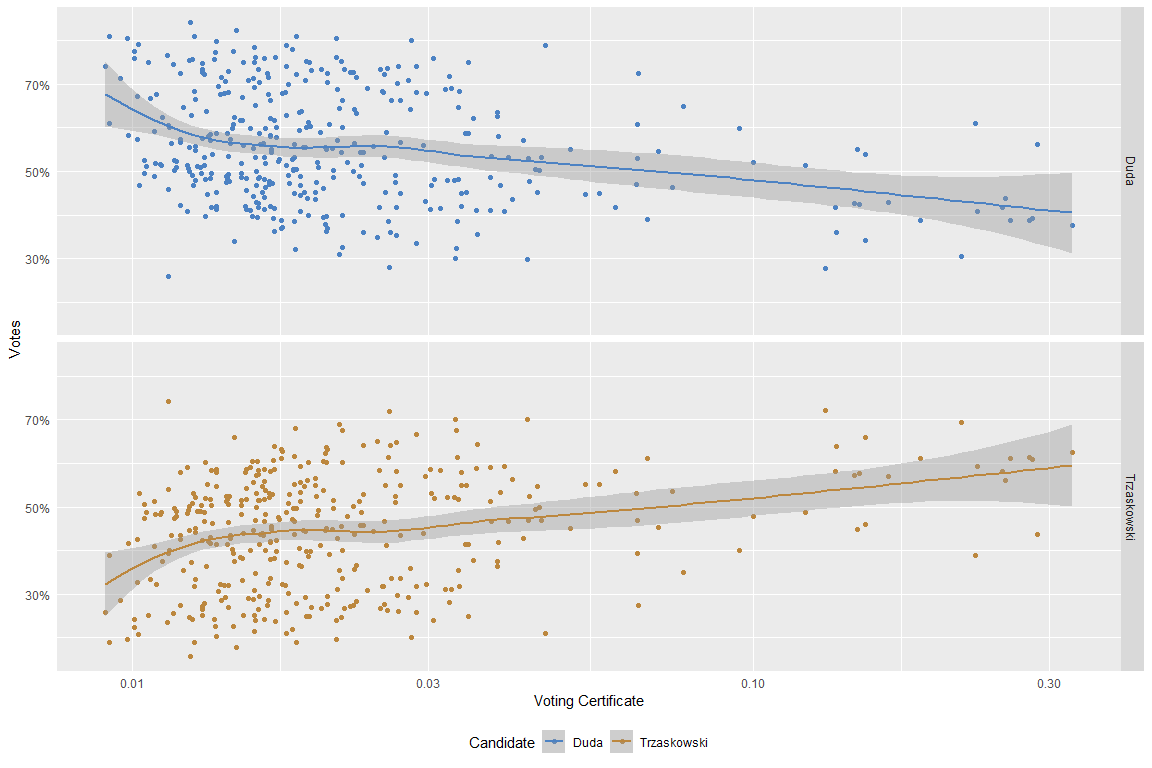 70%
50%
30%
Duda
Votes
70%
50%
30%
Trzaskowski
0.01 0.03 0.10 0.30
Voting Certificate
Candidate Duda Trzaskowski